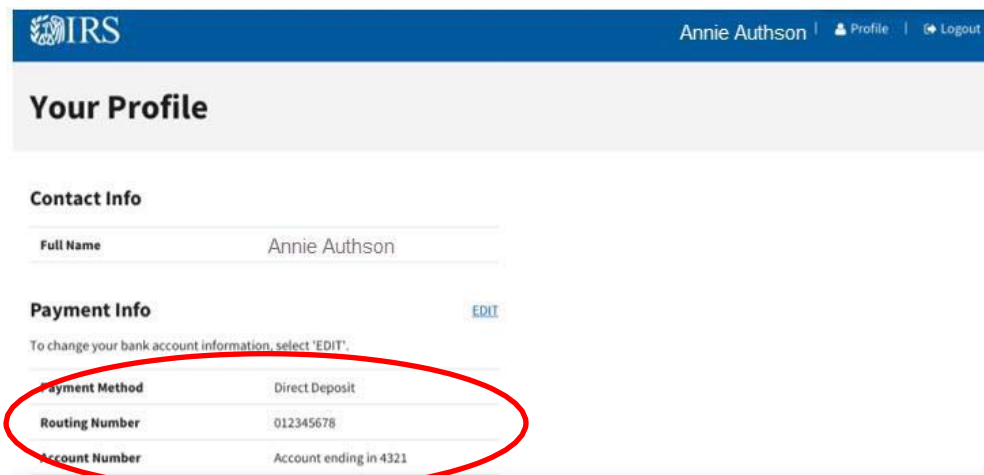 IRS
Annie Authson | Profile | Logout
Your Profile
Contact Info
Full Name Annie Authson
Payment Info EDIT
To change your bank account information, select 'EDIT'.
Payment Method Direct Deposit
Routing Number 012345678
Account Number Account ending in 4321